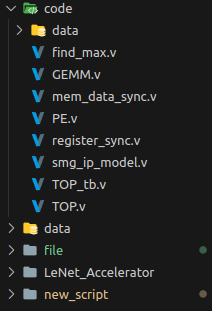 code
data
find_max.v
GEMM.v
mem_data_sync.v
PE.v
register_sync.v
smg_ip_model.v
TOP_tb.v
TOP.v
data
file
LeNet_Accelerator
new_script